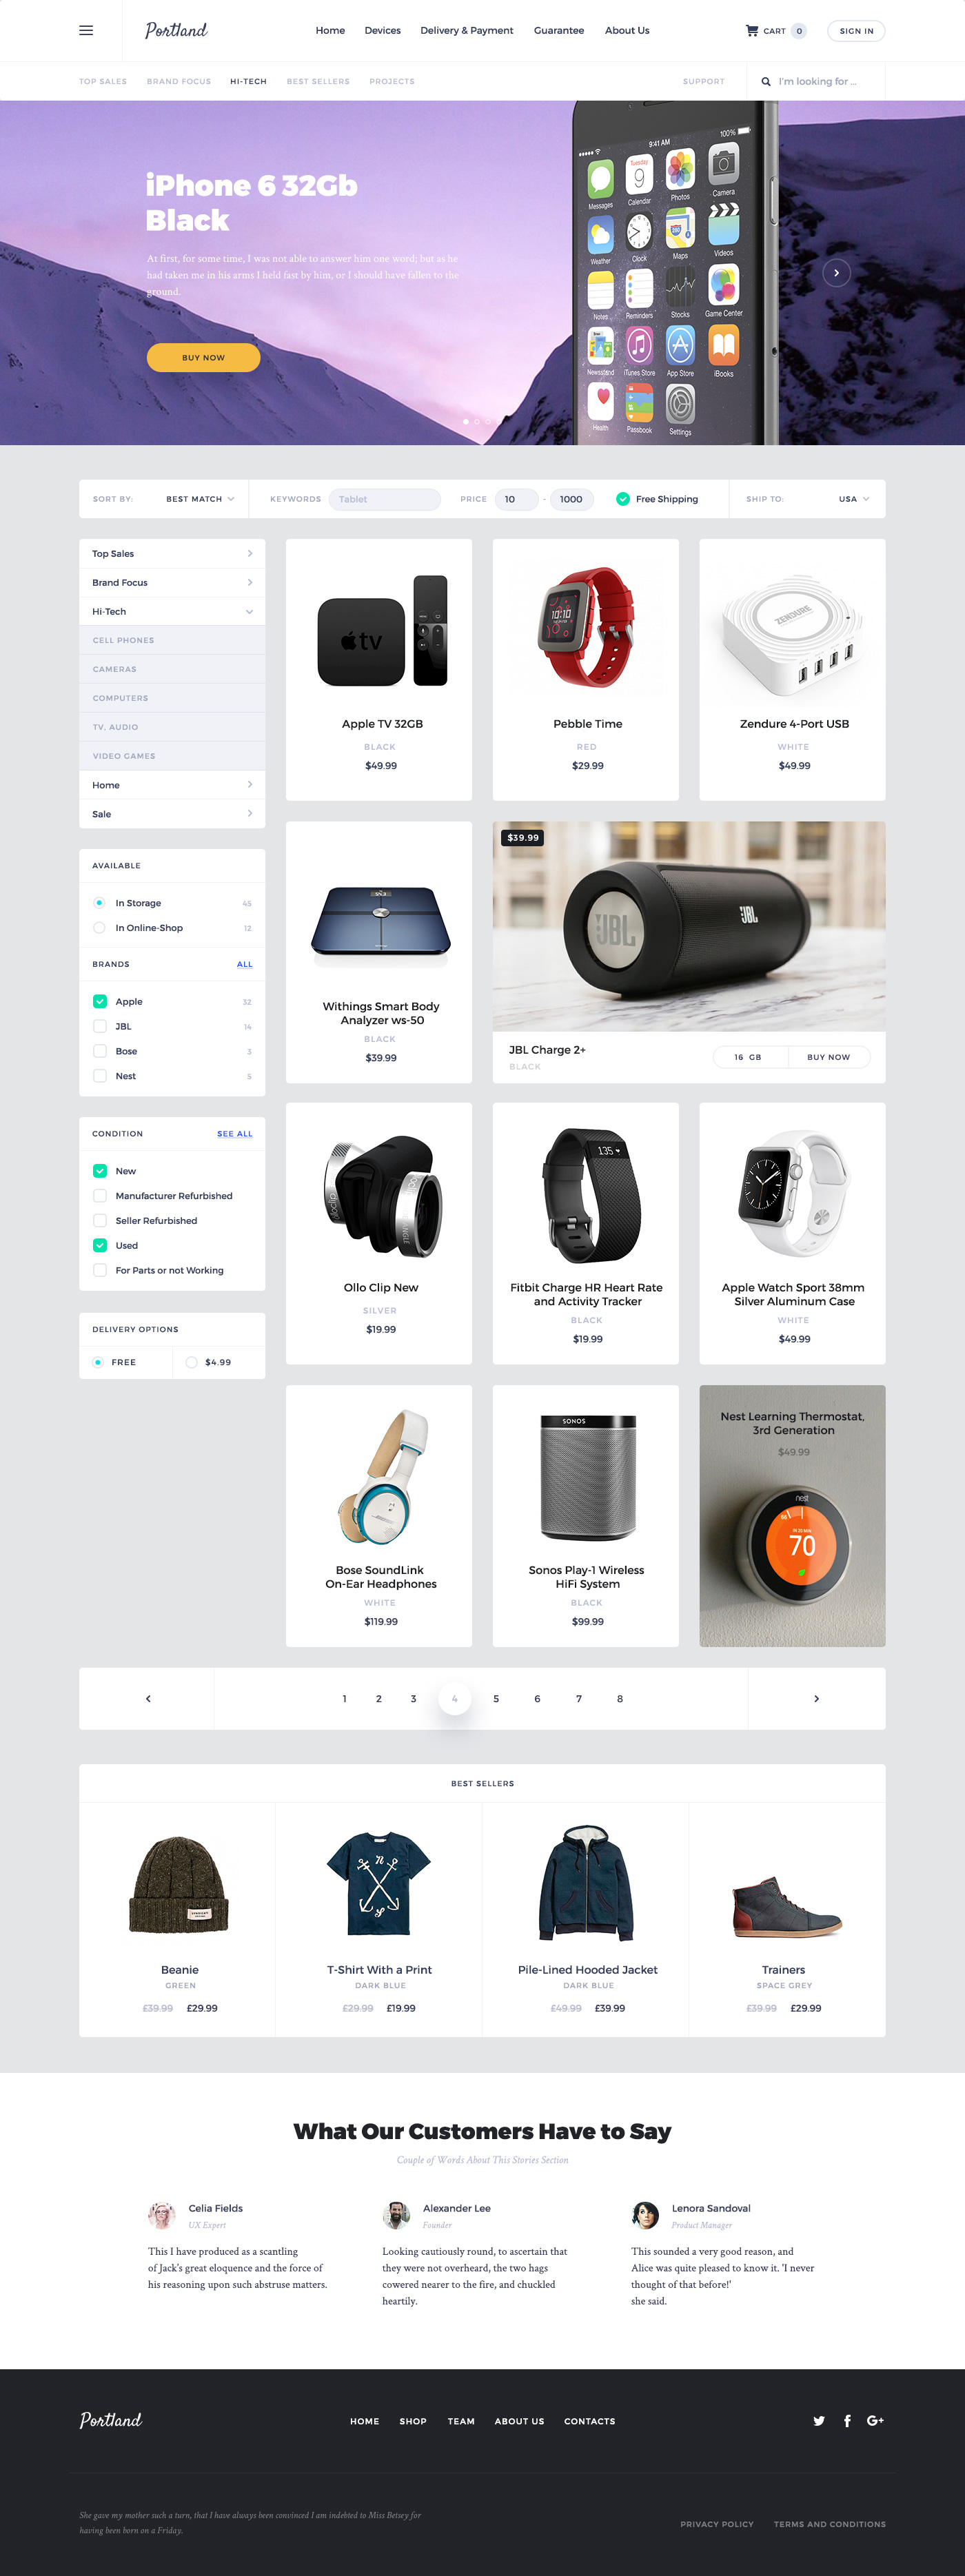 Portland
Home Devices Delivery & Payment Guarantee About Us
CART 0 SIGN IN
TOP SALES BRAND FOCUS HI-TECH BEST SELLERS PROJECTS
SUPPORT I'm looking for ...
iPhone 6 32Gb
Black
At first, for some time, I was not able to answer him one word; but as he
had taken me in his arms I held fast by him, or I should have fallen to the
ground.
BUY NOW
9:41 AM 100%
Tuesday
9
Messages Calendar Photos Camera
280
Weather Clock Maps Videos
Notes Reminders Stocks Game Center
Newsstand iTunes Store App Store iBooks
Health Passbook Settings
SORT BY: BEST MATCH KEYWORDS Tablet PRICE 10 - 1000 Free Shipping SHIP TO: USA
Top Sales
Brand Focus
Hi-Tech
CELL PHONES
CAMERAS
COMPUTERS
TV. AUDIO
VIDEO GAMES
Home
Sale
AVAILABLE
In Storage 45
In Online-Shop 12
BRANDS ALL
Apple 32
JBL 14
Bose 3
Nest 5
CONDITION SEE ALL
New
Manufacturer Refurbished
Seller Refurbished
Used
For Parts or not Working
DELIVERY OPTIONS
FREE $4.99
tv
Apple TV 32GB
BLACK
$49.99
10:10
Pebble Time
RED
$29.99
ZENDURE
Zendure 4-Port USB
WHITE
$49.99
Withings Smart Body
Analyzer ws-50
BLACK
$39.99
$39.99
JBL
JBL
JBL Charge 2+
BLACK
16 GB BUY NOW
Ollo Clip New
SILVER
$19.99
135
Fitbit Charge HR Heart Rate
and Activity Tracker
BLACK
$19.99
Apple Watch Sport 38mm
Silver Aluminum Case
WHITE
$49.99
Bose SoundLink
On-Ear Headphones
WHITE
$119.99
SONOS
Sonos Play-1 Wireless
HiFi System
BLACK
$99.99
Nest Learning Thermostat,
3rd Generation
$49.99
nest
70
1 2 3 4 5 6 7 8
BEST SELLERS
Beanie
GREEN
£39.99 £29.99
T-Shirt With a Print
DARK BLUE
£29.99 £19.99
Pile-Lined Hooded Jacket
DARK BLUE
£49.99 £39.99
Trainers
SPACE GREY
£39.99 £29.99
What Our Customers Have to Say
Couple of Words About This Stories Section
Celia Fields
UX Expert
This I have produced as a scantling
of Jack's great eloquence and the force of
his reasoning upon such abstruse matters.
Alexander Lee
Founder
Looking cautiously round, to ascertain that
they were not overheard, the two hags
cowered nearer to the fire, and chuckled
heartily.
Lenora Sandoval
Product Manager
This sounded a very good reason, and
Alice was quite pleased to know it. 'I never
thought of that before!'
she said.
Portland
HOME SHOP TEAM ABOUT US CONTACTS
She gave my mother such a turn, that I have always been convinced I am indebted to Miss Betsey for
having been born on a Friday.
PRIVACY POLICY TERMS AND CONDITIONS